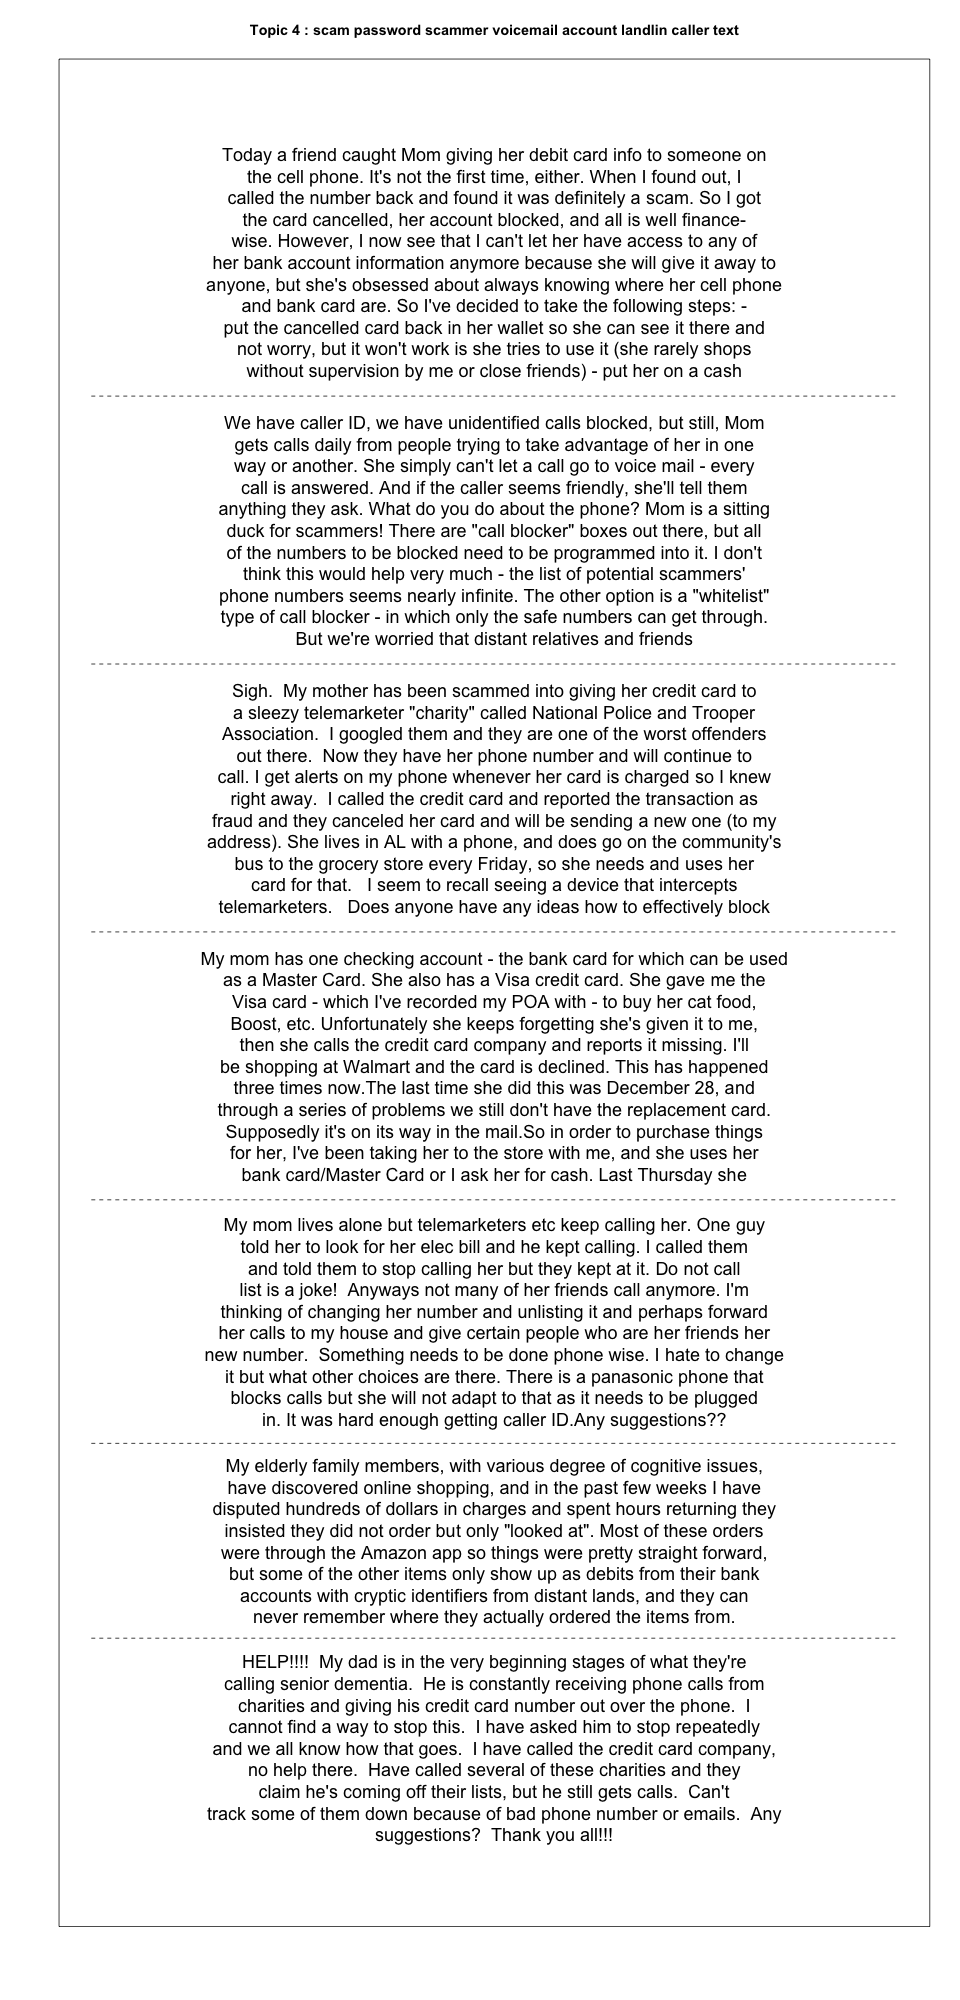 Topic 4 : scam password scammer voicemail account landlin caller text
Today a friend caught Mom giving her debit card info to someone on
the cell phone. It's not the first time, either. When I found out, I
called the number back and found it was definitely a scam. So I got
the card cancelled, her account blocked, and all is well finance-
wise. However, I now see that I can't let her have access to any of
her bank account information anymore because she will give it away to
anyone, but she's obsessed about always knowing where her cell phone
and bank card are. So I've decided to take the following steps: -
put the cancelled card back in her wallet so she can see it there and
not worry, but it won't work is she tries to use it (she rarely shops
without supervision by me or close friends) - put her on a cash
We have caller ID, we have unidentified calls blocked, but still, Mom
gets calls daily from people trying to take advantage of her in one
way or another. She simply can't let a call go to voice mail - every
call is answered. And if the caller seems friendly, she'll tell them
anything they ask. What do you do about the phone? Mom is a sitting
duck for scammers! There are "call blocker" boxes out there, but all
of the numbers to be blocked need to be programmed into it. I don't
think this would help very much - the list of potential scammers'
phone numbers seems nearly infinite. The other option is a "whitelist"
type of call blocker - in which only the safe numbers can get through.
But we're worried that distant relatives and friends
Sigh.  My mother has been scammed into giving her credit card to
a sleezy telemarketer "charity" called National Police and Trooper
Association.  I googled them and they are one of the worst offenders
out there.  Now they have her phone number and will continue to
call. I get alerts on my phone whenever her card is charged so I knew
right away.  I called the credit card and reported the transaction as
fraud and they canceled her card and will be sending a new one (to my
address). She lives in AL with a phone, and does go on the community's
bus to the grocery store every Friday, so she needs and uses her
card for that.   I seem to recall seeing a device that intercepts
telemarketers.   Does anyone have any ideas how to effectively block
My mom has one checking account - the bank card for which can be used
as a Master Card. She also has a Visa credit card. She gave me the
Visa card - which I've recorded my POA with - to buy her cat food,
Boost, etc. Unfortunately she keeps forgetting she's given it to me,
then she calls the credit card company and reports it missing. I'll
be shopping at Walmart and the card is declined. This has happened
three times now.The last time she did this was December 28, and
through a series of problems we still don't have the replacement card.
Supposedly it's on its way in the mail.So in order to purchase things
for her, I've been taking her to the store with me, and she uses her
bank card/Master Card or I ask her for cash. Last Thursday she
My mom lives alone but telemarketers etc keep calling her. One guy
told her to look for her elec bill and he kept calling. I called them
and told them to stop calling her but they kept at it. Do not call
list is a joke!  Anyways not many of her friends call anymore. I'm
thinking of changing her number and unlisting it and perhaps forward
her calls to my house and give certain people who are her friends her
new number.  Something needs to be done phone wise. I hate to change
it but what other choices are there. There is a panasonic phone that
blocks calls but she will not adapt to that as it needs to be plugged
in. It was hard enough getting caller ID.Any suggestions??
My elderly family members, with various degree of cognitive issues,
have discovered online shopping, and in the past few weeks I have
disputed hundreds of dollars in charges and spent hours returning they
insisted they did not order but only "looked at". Most of these orders
were through the Amazon app so things were pretty straight forward,
but some of the other items only show up as debits from their bank
accounts with cryptic identifiers from distant lands, and they can
never remember where they actually ordered the items from.
HELP!!!!  My dad is in the very beginning stages of what they're
calling senior dementia.  He is constantly receiving phone calls from
charities and giving his credit card number out over the phone.  I
cannot find a way to stop this.  I have asked him to stop repeatedly
and we all know how that goes.  I have called the credit card company,
no help there.  Have called several of these charities and they
claim he's coming off their lists, but he still gets calls.  Can't
track some of them down because of bad phone number or emails.  Any
suggestions?  Thank you all!!!